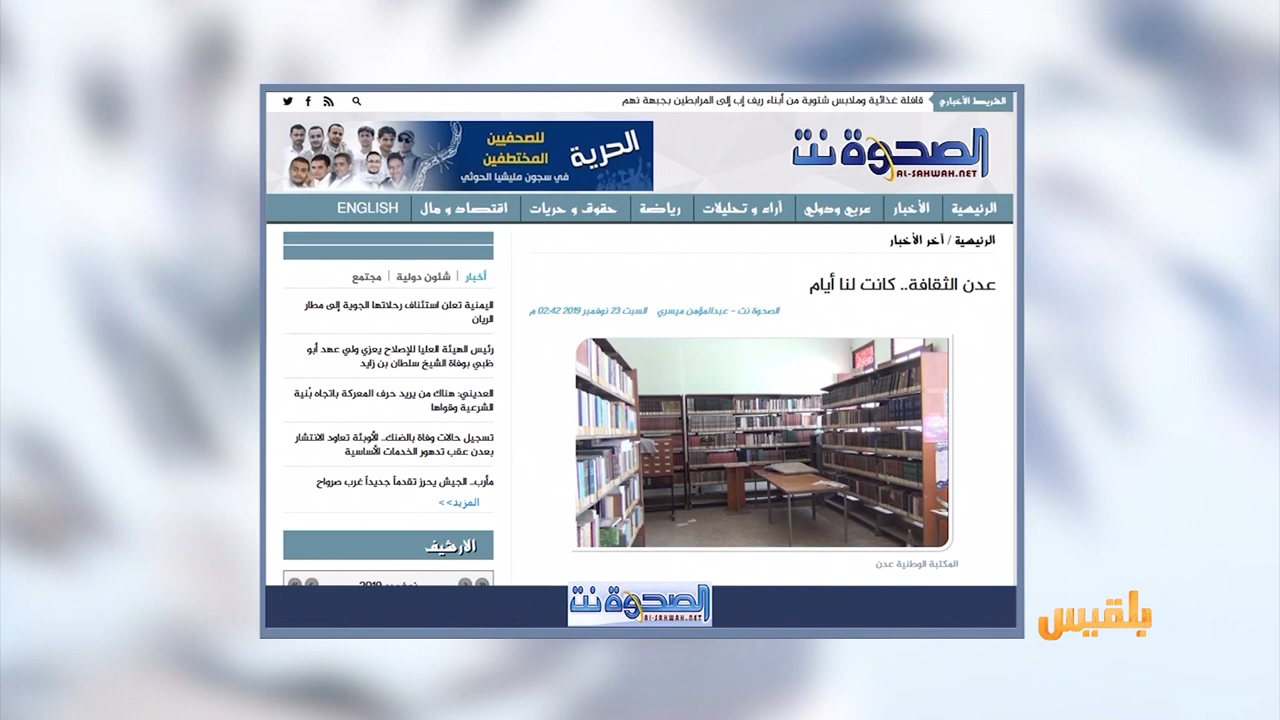 الشريط الأخباري
قافلة غذائية وملابس شتوية من أبناء ريف إب إلى المرابطين بجبهة نهم
الصحوة نت
AL-SAHWAH.NET
الحرية
للصحفيين
المختطفين
في سجون مليشيا الحوثي
الرئيسية
الأخبار
عربي ودولي
أراء و تحليلات
رياضة
حقوق و حريات
اقتصاد و مال
ENGLISH
الرئيسية / أخر الأخبار
عدن الثقافة.. كانت لنا أيام
الصحوة نت - عبدالمؤمن ميسري السبت 23 نوفمبر 2019 02:42 م
المكتبة الوطنية عدن
أخبار | شئون دولية | مجتمع
اليمنية تعلن استئناف رحلاتها الجوية إلى مطار
الريان
رئيس الهيئة العليا للإصلاح يعزي ولي عهد أبو
ظبي بوفاة الشيخ سلطان بن زايد
العديني: هناك من يريد حرف المعركة باتجاه بُنية
الشرعية وقواها
تسجيل حالات وفاة بالضنك.. الأوبئة تعاود الانتشار
بعدن عقب تدهور الخدمات الأساسية
مأرب.. الجيش يحرز تقدماً جديداً غرب صرواح
المزيد>>
الارشيف
نوفمبر 2019
الصحوة نت
AL-SAHWAH.NET
بلقيس